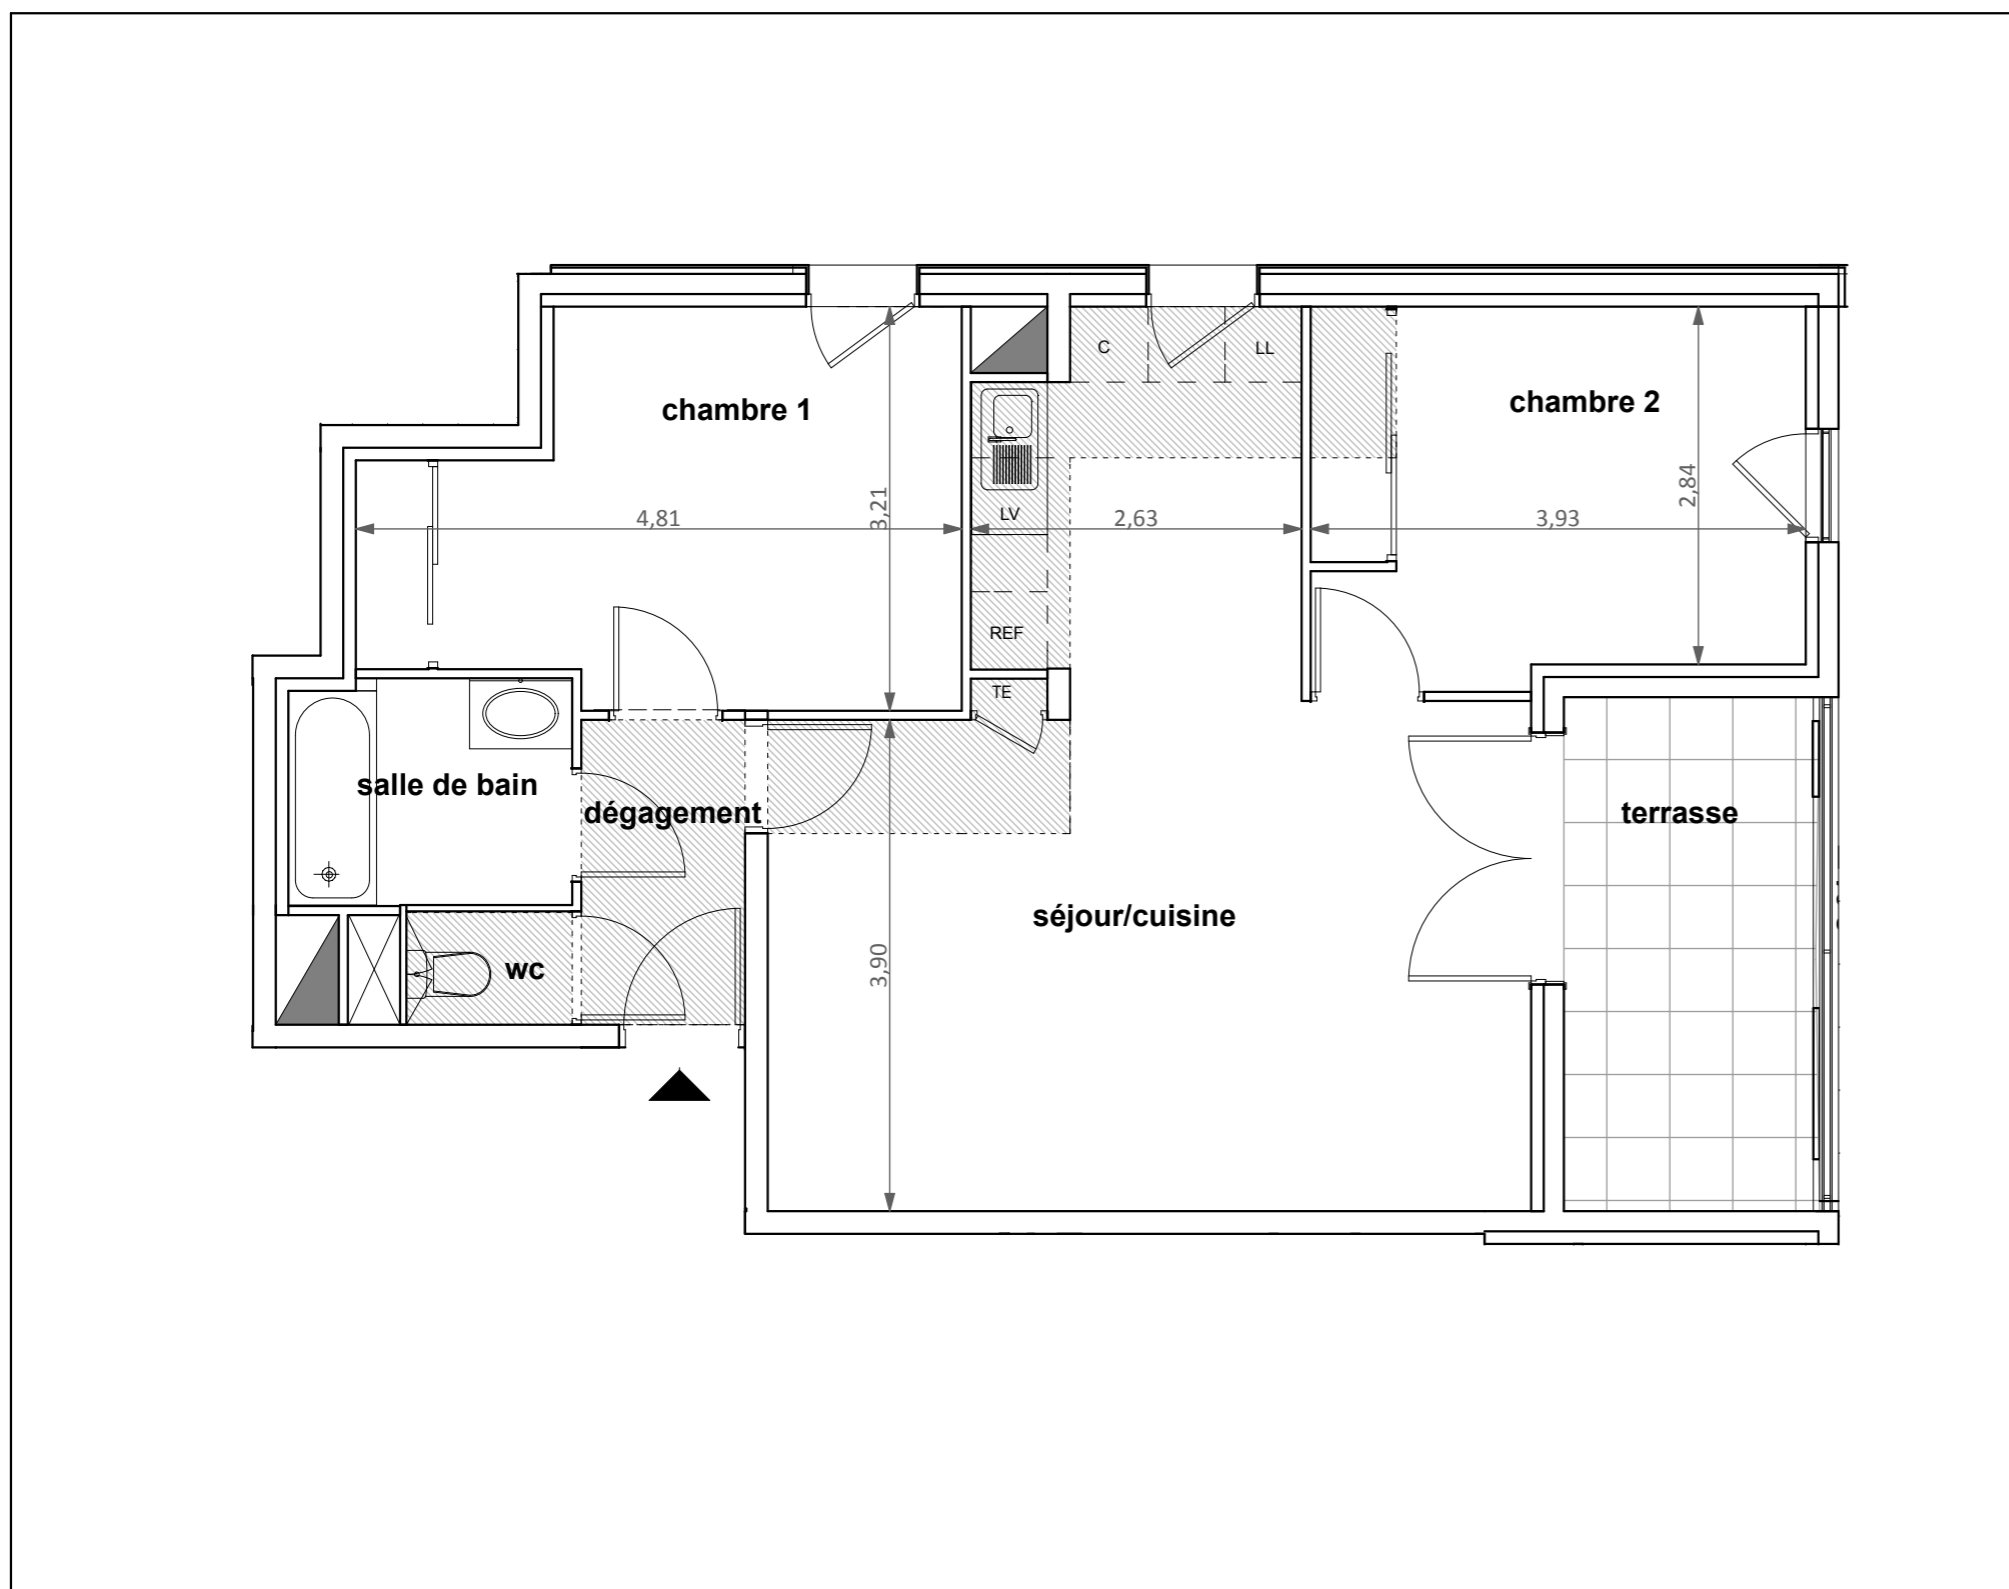 C
LL
chambre 1
chambre 2
LV
4,81
3,21
2,63
3,93
2,84
REF
TE
salle de bain
dégagement
terrasse
séjour/cuisine
wc
3,90